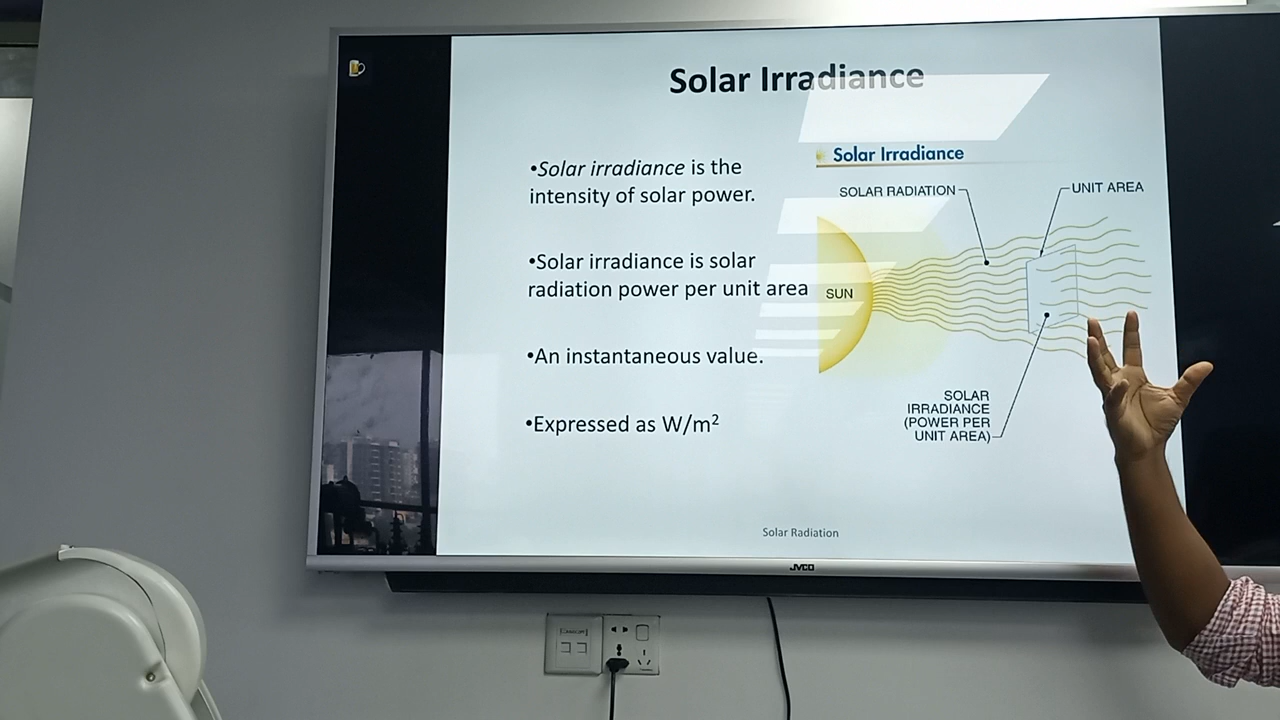 Solar Irradiance
•Solar irradiance is the
intensity of solar power.
•Solar irradiance is solar
radiation power per unit area
•An instantaneous value.
•Expressed as W/m²
Solar Irradiance
SOLAR RADIATION
UNIT AREA
SUN
SOLAR
IRRADIANCE
(POWER PER
UNIT AREA)
Solar Radiation
JVCO